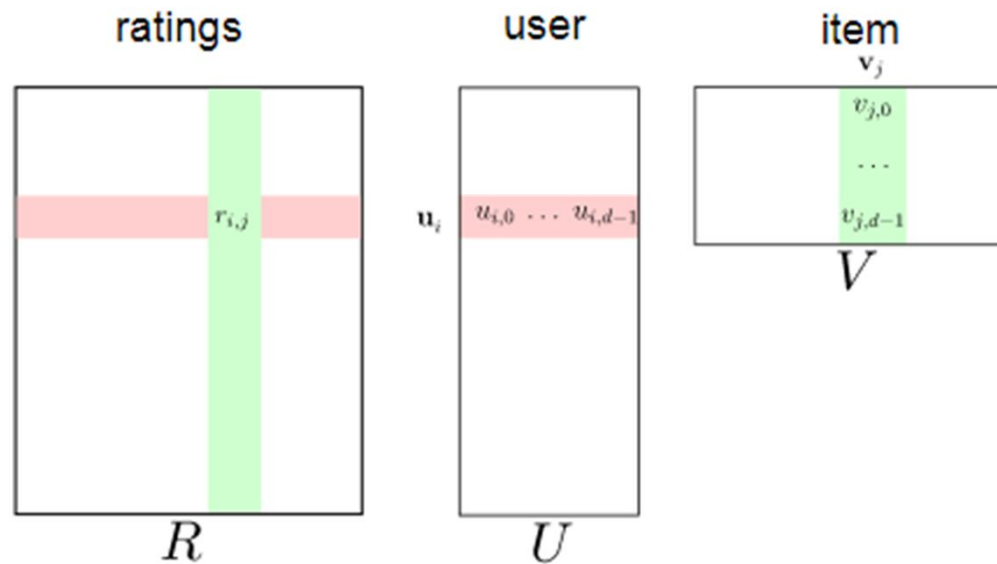 ratings
user
item
v_j
v_{j,0}
...
v_{j,d-1}
r_{i,j}
u_i
u_{i,0} ... u_{i,d-1}
V
R
U